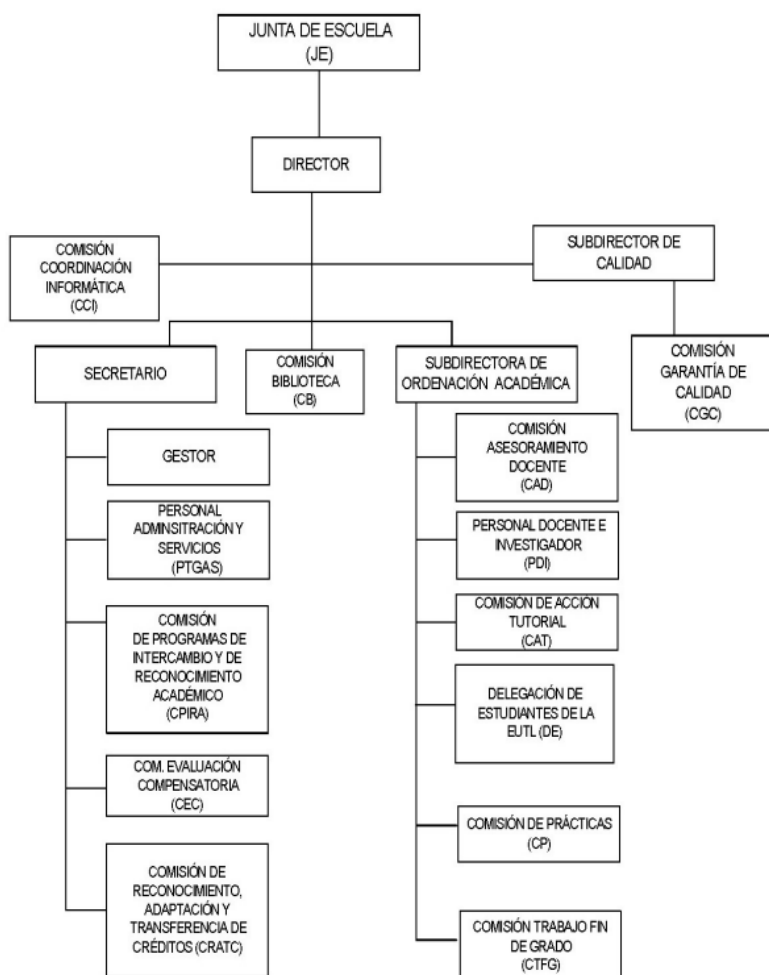 JUNTA DE ESCUELA
(JE)
DIRECTOR
COMISIÓN
COORDINACIÓN
INFORMÁTICA
(CCI)
SUBDIRECTOR DE
CALIDAD
SECRETARIO
COMISIÓN
BIBLIOTECA
(CB)
SUBDIRECTORA DE
ORDENACIÓN ACADÉMICA
COMISIÓN
GARANTÍA DE
CALIDAD
(CGC)
GESTOR
PERSONAL
ADMINSITRACIÓN Y
SERVICIOS
(PTGAS)
COMISIÓN
DE PROGRAMAS DE
INTERCAMBIO Y DE
RECONOCIMIENTO
ACADÉMICO
(CPIRA)
COM. EVALUACIÓN
COMPENSATORIA
(CEC)
COMISIÓN DE
RECONOCIMIENTO,
ADAPTACIÓN Y
TRANSFERENCIA DE
CRÉDITOS (CRATC)
COMISIÓN
ASESORAMIENTO
DOCENTE
(CAD)
PERSONAL DOCENTE E
INVESTIGADOR
(PDI)
COMISIÓN DE ACCIÓN
TUTORIAL
(CAT)
DELEGACIÓN DE
ESTUDIANTES DE LA
EUTL (DE)
COMISIÓN DE PRÁCTICAS
(CP)
COMISIÓN TRABAJO FIN
DE GRADO
(CTFG)